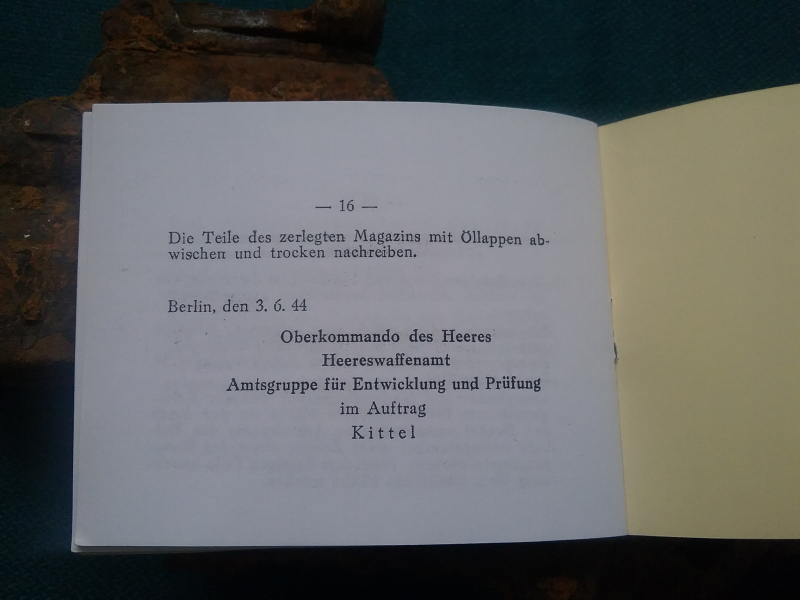 — 16 —
Die Teile des zerlegten Magazins mit Öllappen ab-
wischen und trocken nachreiben.
Berlin, den 3. 6. 44
Oberkommando des Heeres
Heereswaffenamt
Amtsgruppe für Entwicklung und Prüfung
im Auftrag
Kittel